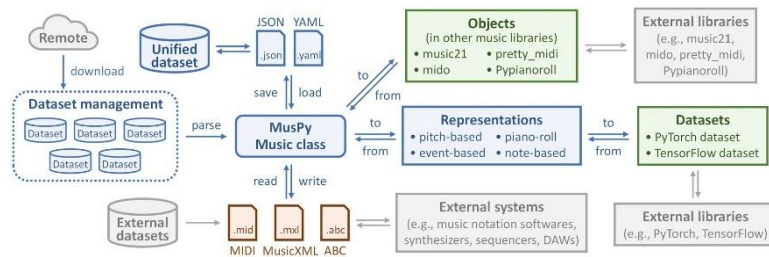 Remote
download
Dataset management
Dataset Dataset Dataset
Dataset Dataset
parse
Unified
dataset
JSON YAML
.json .yaml
save load
MusPy
Music class
read write
External
datasets
.mid .mxl .abc
MIDI MusicXML ABC
to
from
Objects
(in other music libraries)
• music21 • pretty_midi
• mido • Pypianoroll
External libraries
(e.g., music21,
mido, pretty_midi,
Pypianoroll)
to
from
Representations
• pitch-based • piano-roll
• event-based • note-based
to
from
Datasets
• PyTorch dataset
• TensorFlow dataset
External systems
(e.g., music notation softwares,
synthesizers, sequencers, DAWs)
External libraries
(e.g., PyTorch, TensorFlow)